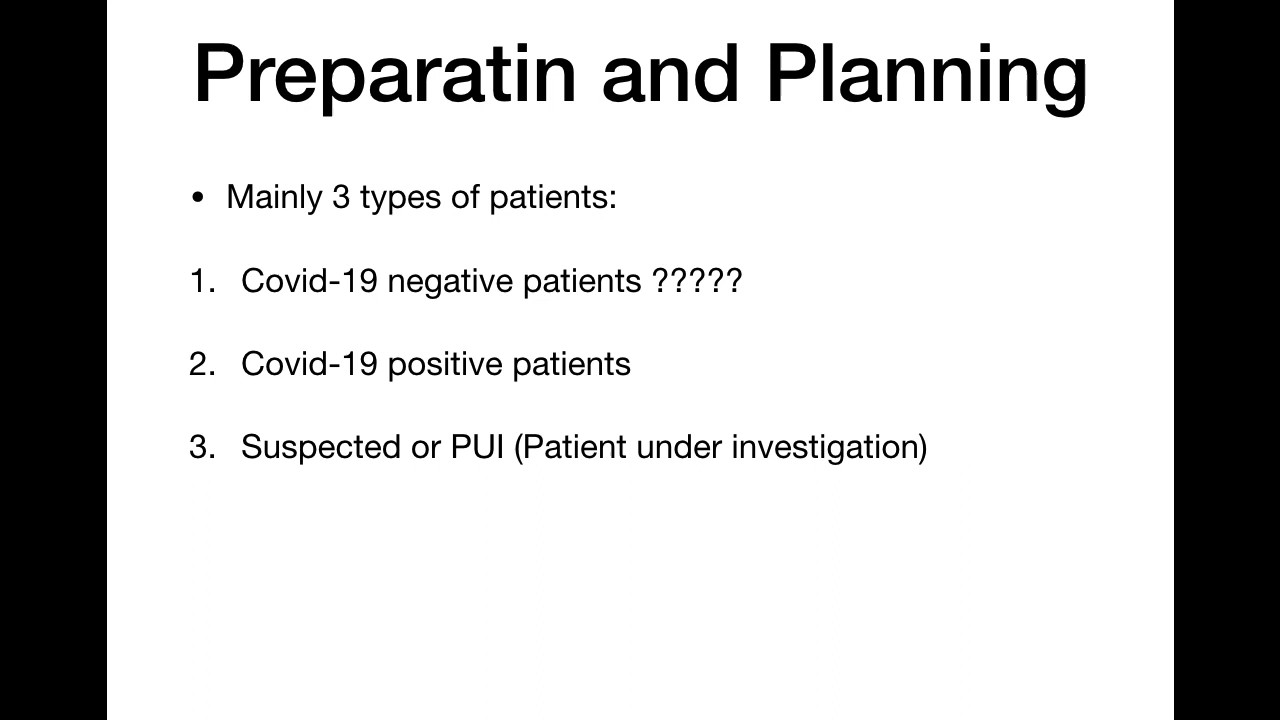 Preparatin and Planning
• Mainly 3 types of patients:
1. Covid-19 negative patients ?????
2. Covid-19 positive patients
3. Suspected or PUI (Patient under investigation)